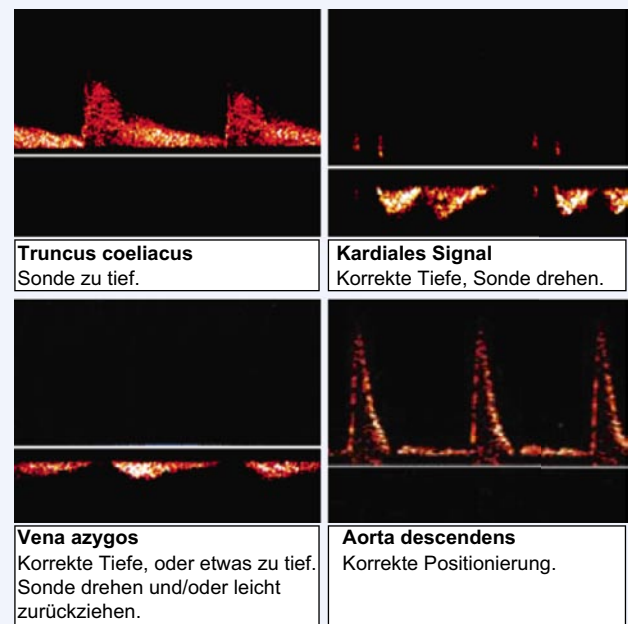 Truncus coeliacus
Sonde zu tief.
Kardiales Signal
Korrekte Tiefe, Sonde drehen.
Vena azygos
Korrekte Tiefe, oder etwas zu tief.
Sonde drehen und/oder leicht
zurückziehen.
Aorta descendens
Korrekte Positionierung.